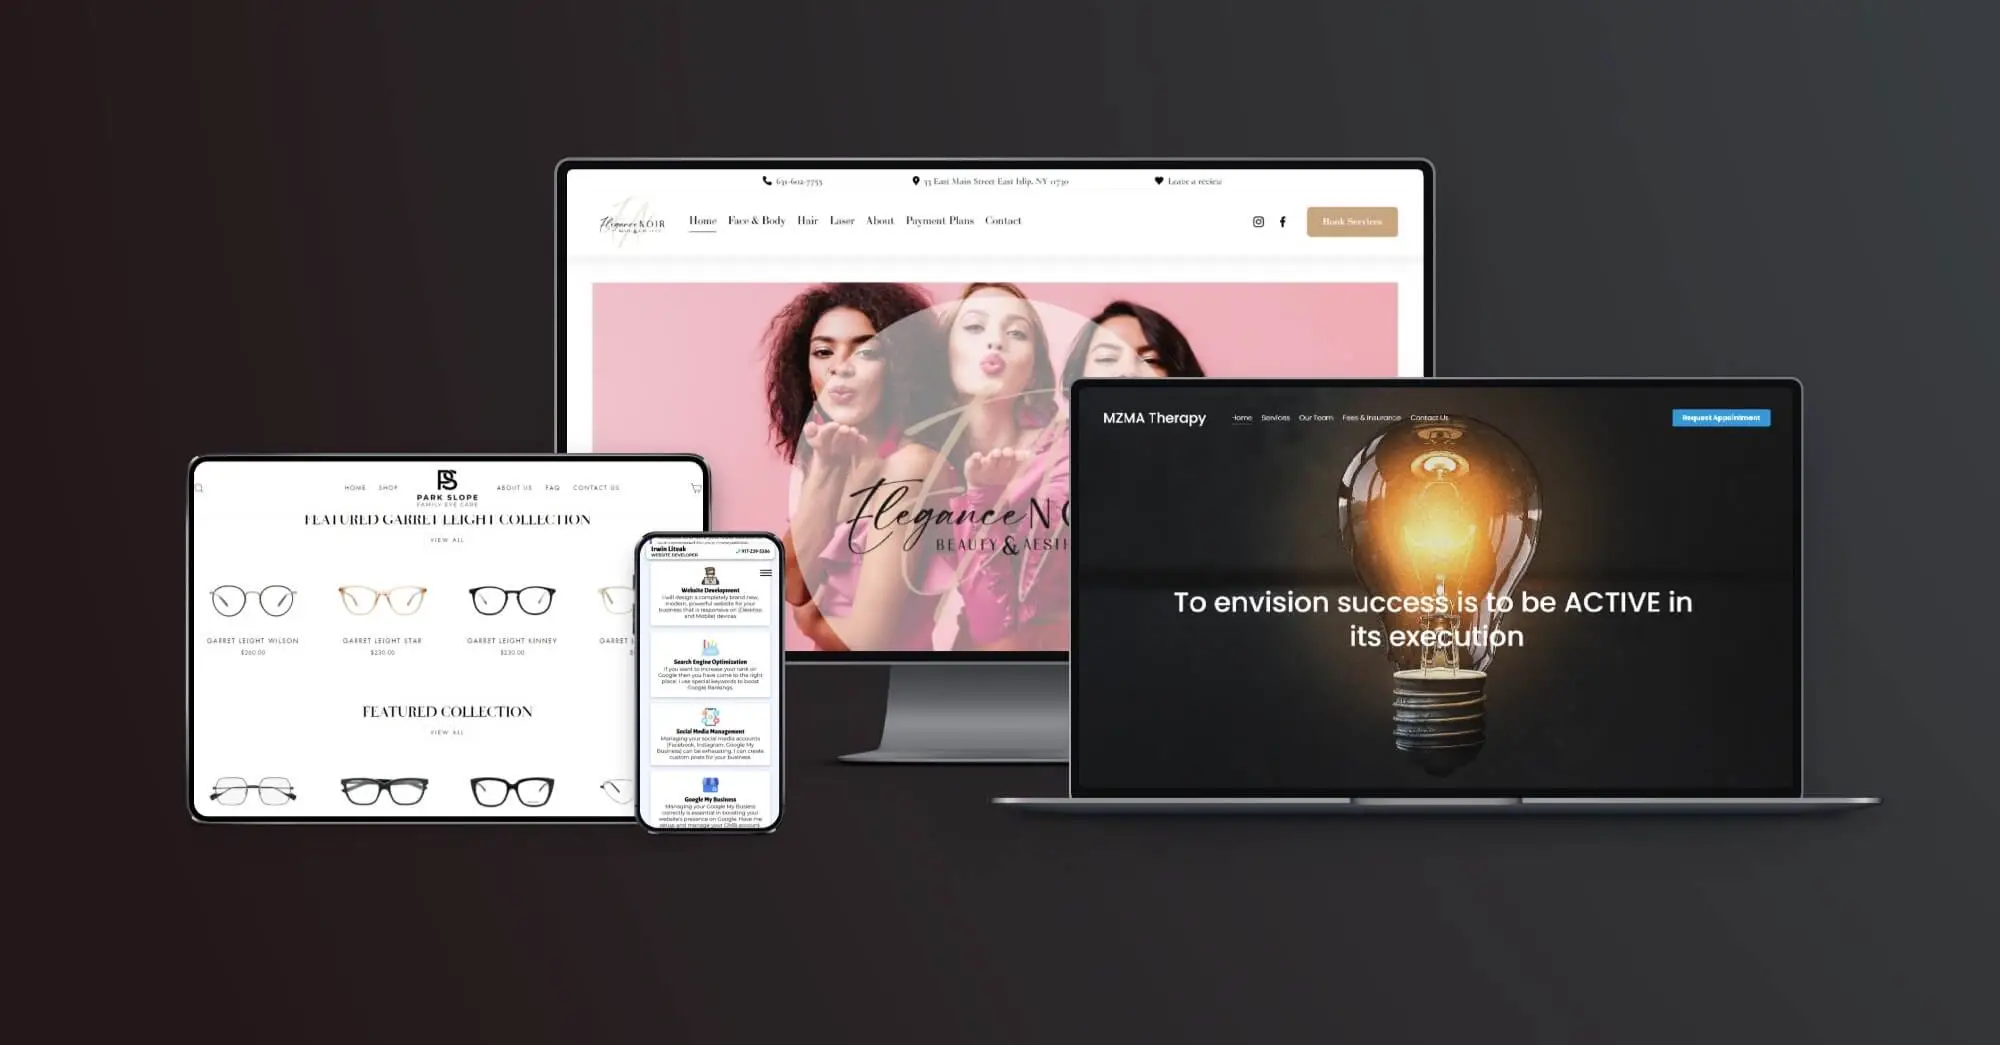 631-602-7755
33 East Main Street East Islip, NY 11730
Leave a review
Elegance NOIR
Home Face & Body Hair Laser About Payment Plans Contact
Book Services
Elegance NO
BEAUTY & AESTH
MZMA Therapy
Home Services Our Team Fees & Insurance Contact Us
Request Appointment
To envision success is to be ACTIVE in
its execution
HOME SHOP
PS
PARK SLOPE
FAMILY EYE CARE
ABOUT US FAQ CONTACT US
FEATURED GARRET LEIGHT COLLECTION
VIEW ALL
GARRET LEIGHT WILSON
$260.00
GARRET LEIGHT STAR
$230.00
GARRET LEIGHT KINNEY
$230.00
GARRET L
FEATURED COLLECTION
VIEW ALL
Irwin Litvak
WEBSITE DEVELOPER
917-239-5386
Website Development
I will design a completely brand new,
modern, powerful website for your
business that is responsive on (Desktop
and Mobile) devices
Search Engine Optimization
If you want to increase your rank on
Google then you have come to the right
place. I use special keywords to boost
Google Rankings.
Social Media Management
Managing your social media accounts
(Facebook, Instagram, Google My
Business) can be exhausting. I can create
custom posts for your business.
Google My Business
Managing your Google My Business
correctly is essential in boosting your
website's presence on Google. Have me
setup and manage your GMB account